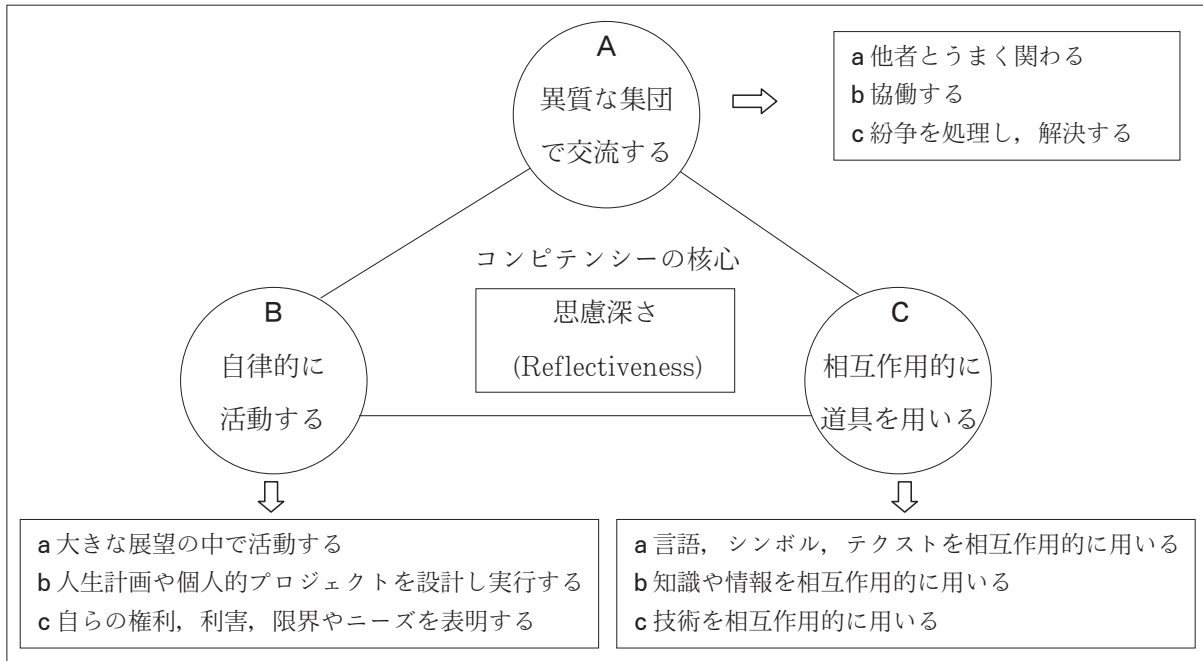 A
異質な集団
で交流する
a 他者とうまく関わる
b 協働する
c 紛争を処理し，解決する
コンピテンシーの核心
思慮深さ
(Reflectiveness)
B
自律的に
活動する
C
相互作用的に
道具を用いる
a 大きな展望の中で活動する
b 人生計画や個人的プロジェクトを設計し実行する
c 自らの権利，利害，限界やニーズを表明する
a 言語，シンボル，テクストを相互作用的に用いる
b 知識や情報を相互作用的に用いる
c 技術を相互作用的に用いる